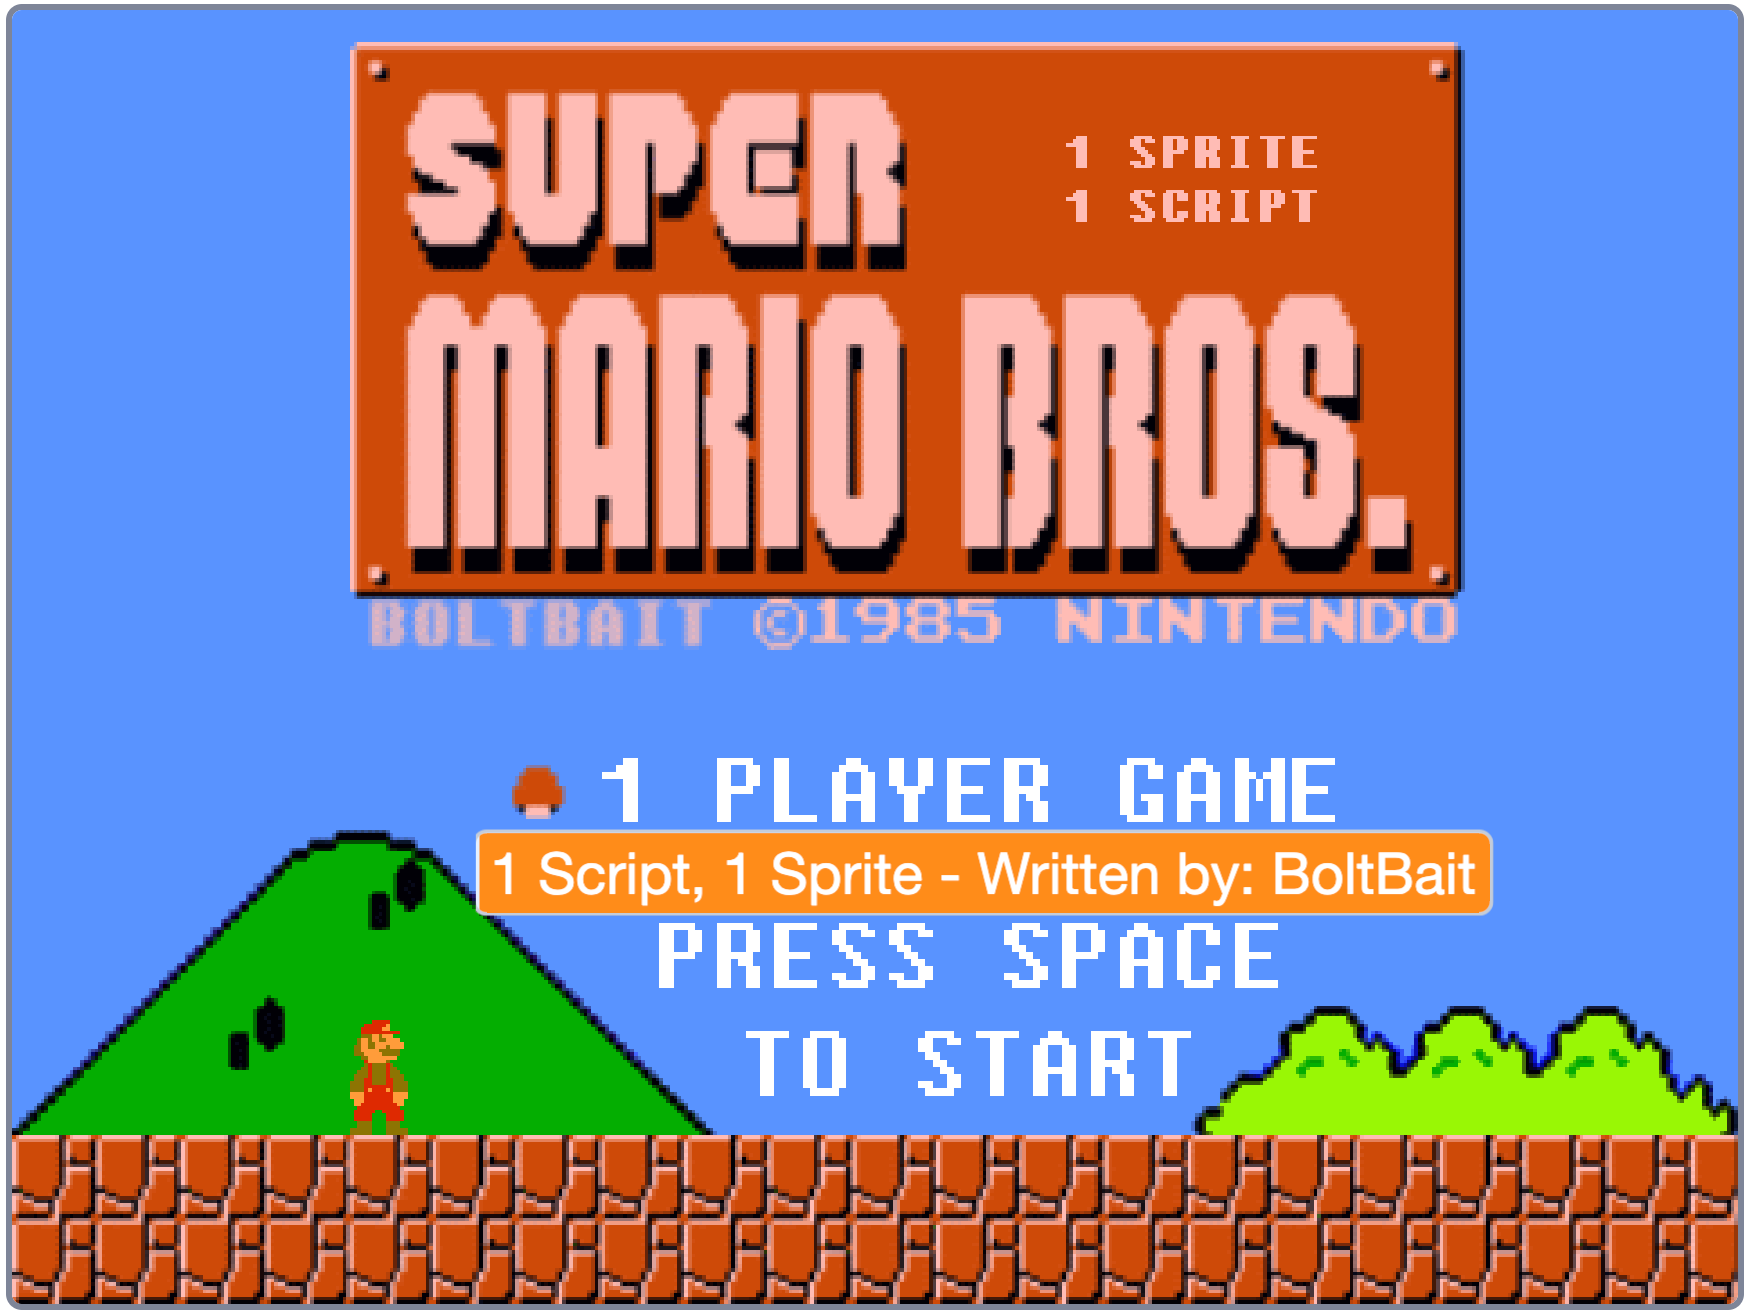 SUPER
1 SPRITE
1 SCRIPT
MARIO BROS.
BOLTBAIT ©1985 NINTENDO
1 PLAYER GAME
1 Script, 1 Sprite - Written by: BoltBait
PRESS SPACE
TO START